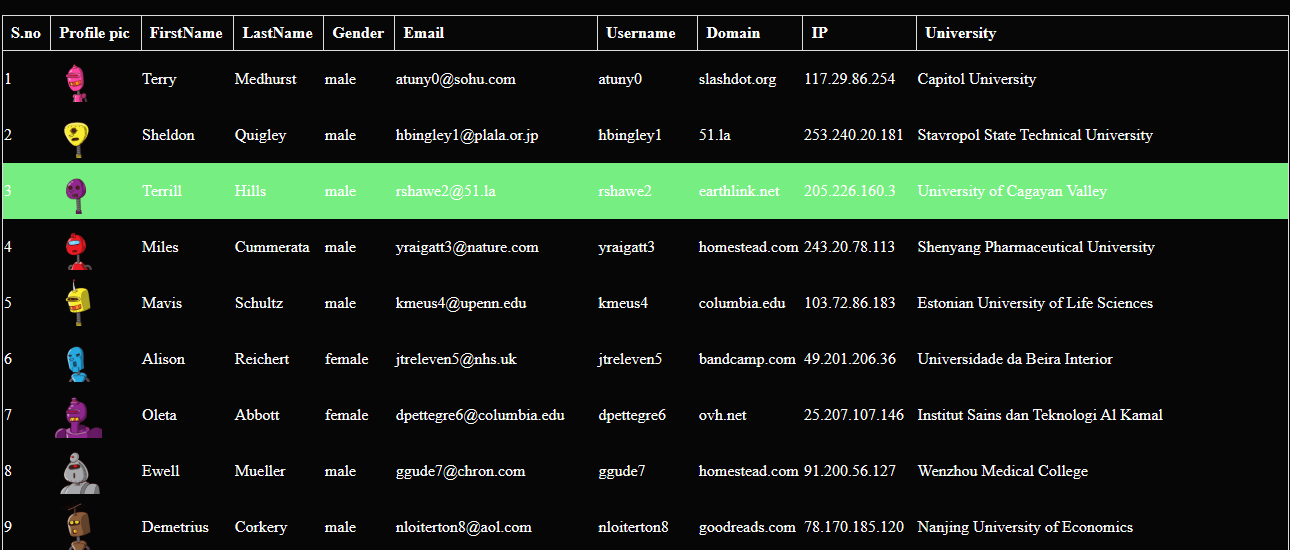 S.no Profile pic FirstName LastName Gender Email Username Domain IP University
1 Terry Medhurst male atuny0@sohu.com atuny0 slashdot.org 117.29.86.254 Capitol University
2 Sheldon Quigley male hbingley1@plala.or.jp hbingley1 51.la 253.240.20.181 Stavropol State Technical University
3 Terrill Hills male rshawe2@51.la rshawe2 earthlink.net 205.226.160.3 University of Cagayan Valley
4 Miles Cummerata male yraigatt3@nature.com yraigatt3 homestead.com 243.20.78.113 Shenyang Pharmaceutical University
5 Mavis Schultz male kmeus4@upenn.edu kmeus4 columbia.edu 103.72.86.183 Estonian University of Life Sciences
6 Alison Reichert female jtreleven5@nhs.uk jtreleven5 bandcamp.com 49.201.206.36 Universidade da Beira Interior
7 Oleta Abbott female dpettegre6@columbia.edu dpettegre6 ovh.net 25.207.107.146 Institut Sains dan Teknologi Al Kamal
8 Ewell Mueller male ggude7@chron.com ggude7 homestead.com 91.200.56.127 Wenzhou Medical College
9 Demetrius Corkery male nloiterton8@aol.com nloiterton8 goodreads.com 78.170.185.120 Nanjing University of Economics